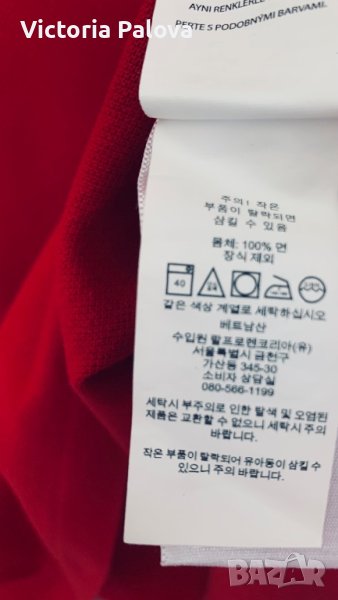 Victoria Palova
AYNI RENKLERLE
PERTE S PODOBNÝMI BARVAMI.
주의! 작은
부품이 탈락되면
삼킬 수 있음
몸체: 100% 면
장식 제외
40
같은 색상 계열로 세탁하십시오
베트남산
수입원 랄프로렌코리아(유)
서울특별시 금천구
가산동 345-30
소비자 상담실
080-566-1199
세탁시 부주의로 인한 탈색 및 오염된
제품은 교환할 수 없으니 세탁시 주의
바랍니다.
작은 부품이 탈락되어 유아동이 삼킬 수
있으니 주의 바랍니다.
BAZAR